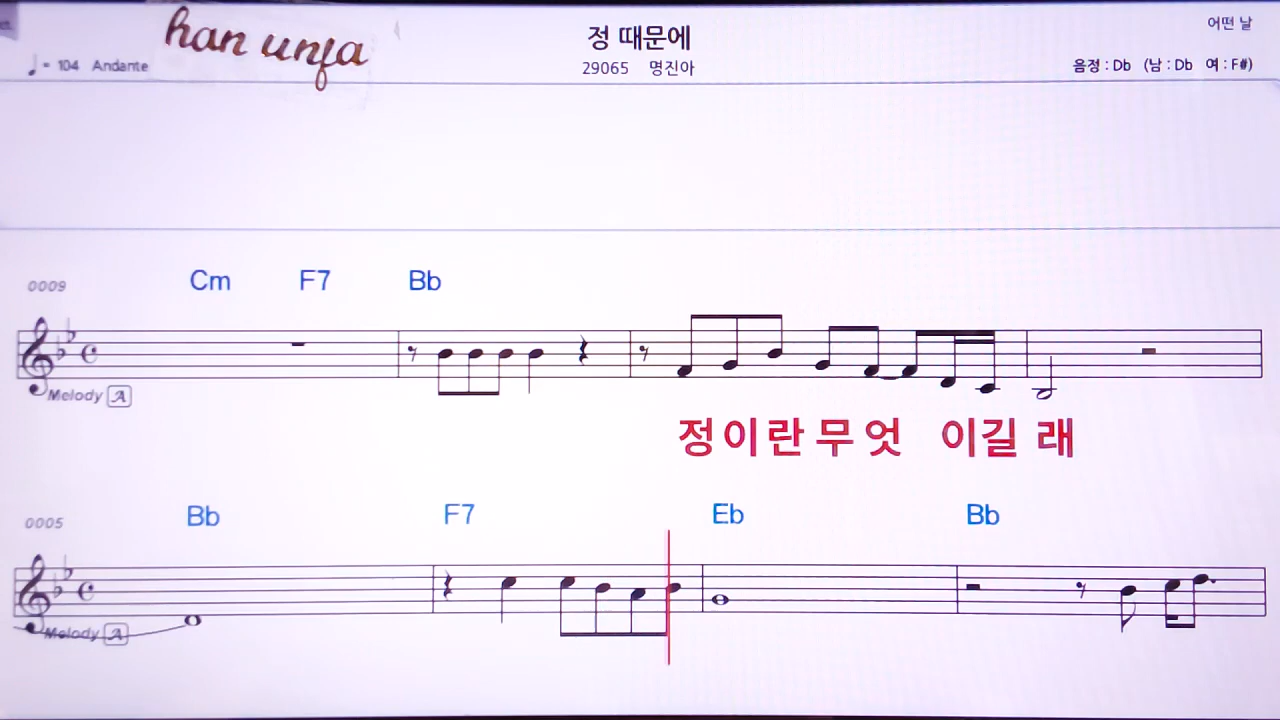 han unfa
정 때문에
어떤 날
♩= 104 Andante
29065 명진아
음정 : Db (남 : Db 여 : F#)
0009 Cm F7 Bb
Melody A
정이란 무엇 이길 래
0005 Bb F7 Eb Bb
Melody A